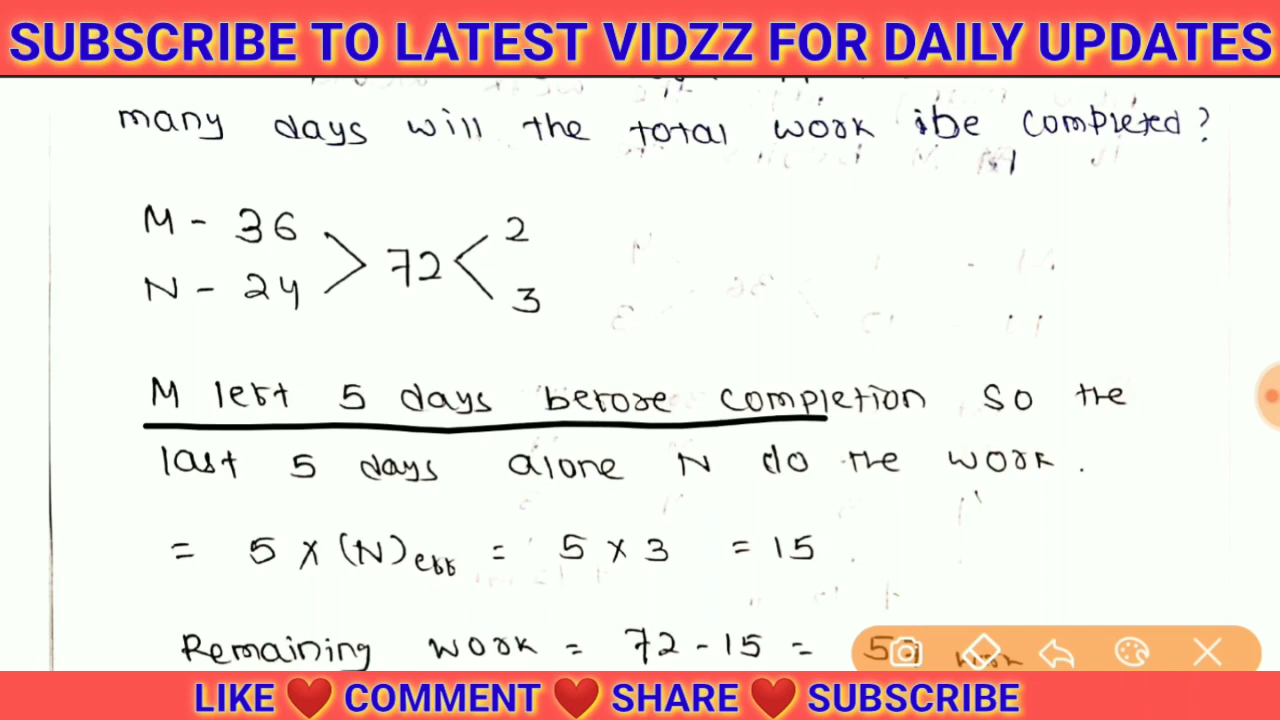 SUBSCRIBE TO LATEST VIDZZ FOR DAILY UPDATES
many days will the total work be completed?
M - 36
N - 24
72
2
3
M left 5 days before completion so the
last 5 days alone N do the work.
= 5 × (N)eff = 5 × 3 = 15
Remaining work = 72 - 15 =
LIKE ❤️ COMMENT ❤️ SHARE ❤️ SUBSCRIBE